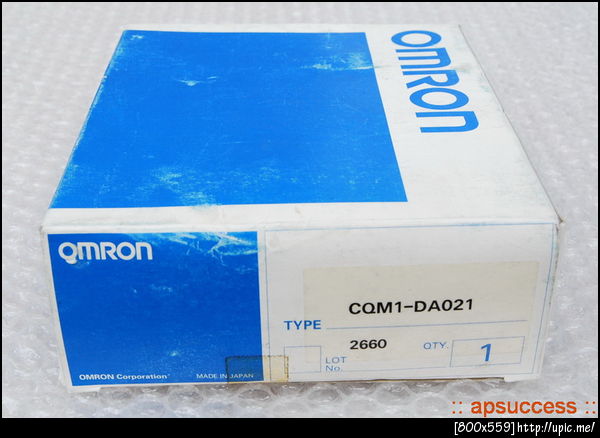 OMRON
OMRON
CQM1-DA021
TYPE
2660 QTY. 1
LOT No.
OMRON Corporation MADE IN JAPAN
:: apsuccess ::
[800x559]http://upic.me/